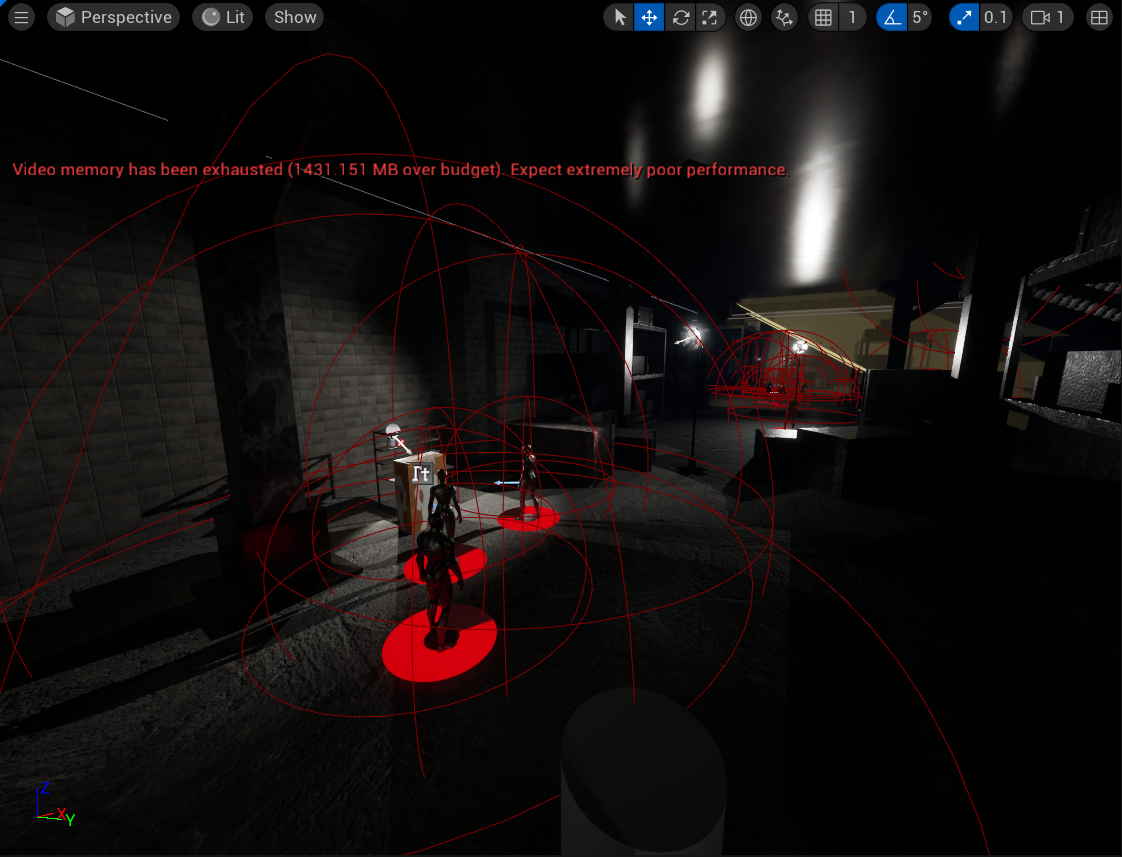 Perspective Lit Show 1 5° 0.1 1
Video memory has been exhausted (1431.151 MB over budget). Expect extremely poor performance.
Z
X
Y